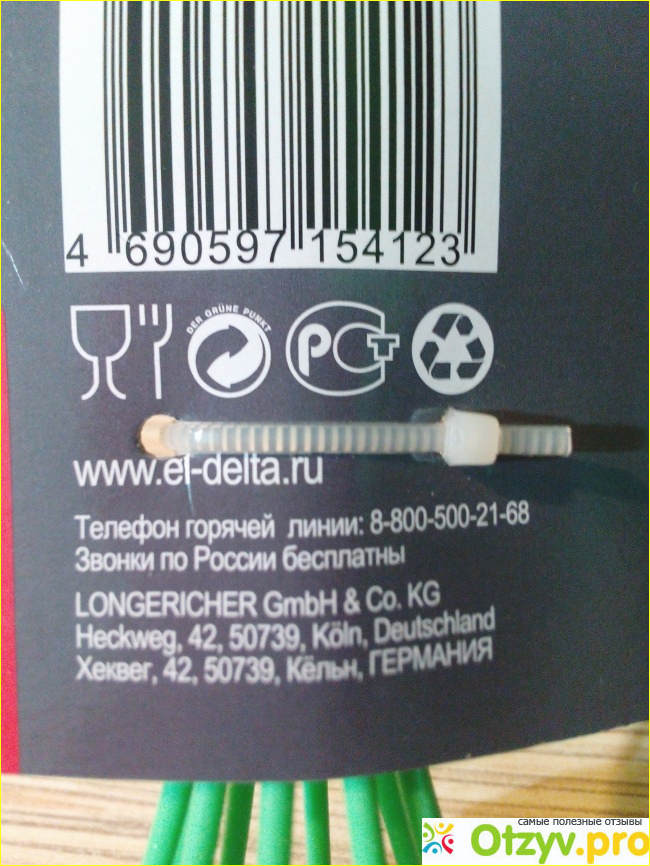 4 690597 154123
DER GRÜNE PUNKT
РСТ
www.el-delta.ru
Телефон горячей линии: 8-800-500-21-68
Звонки по России бесплатны
LONGERICHER GmbH & Co. KG
Heckweg, 42, 50739, Köln, Deutschland
Хеквег, 42, 50739, Кёльн, ГЕРМАНИЯ
самые полезные отзывы
Otzyv.pro